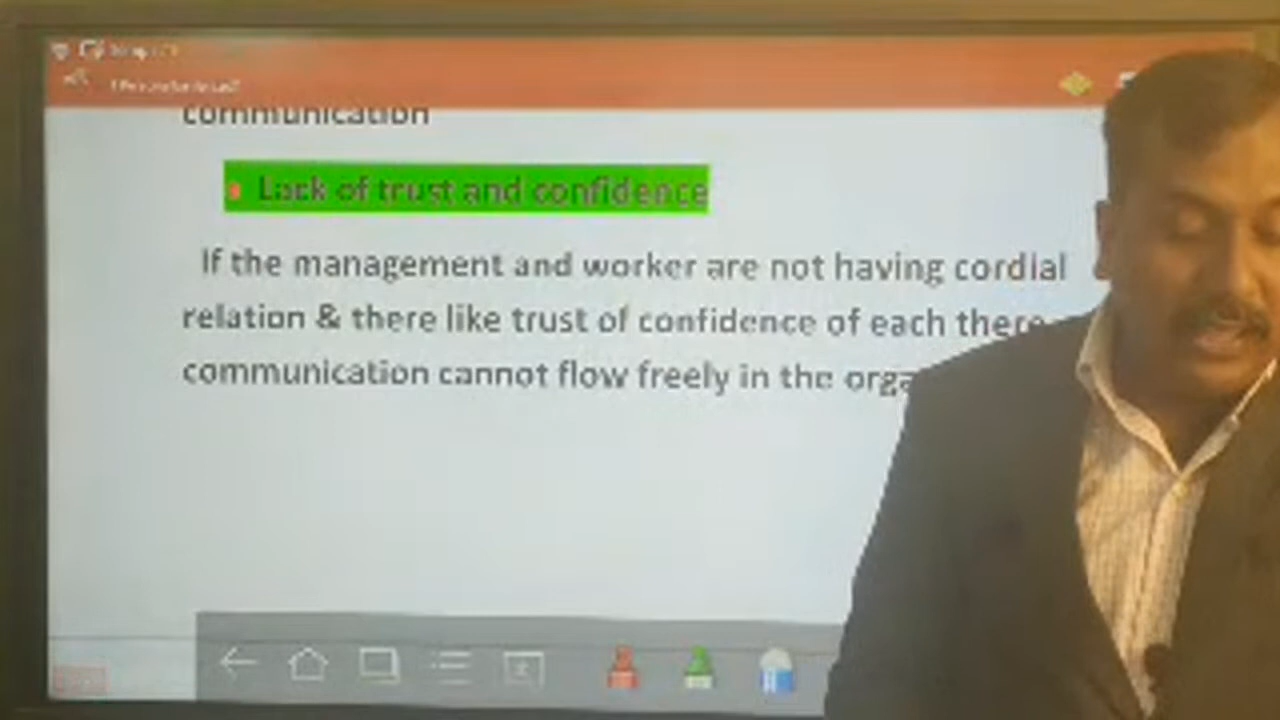 communication
Lack of trust and confidence
If the management and worker are not having cordial
relation & there like trust of confidence of each there
communication cannot flow freely in the